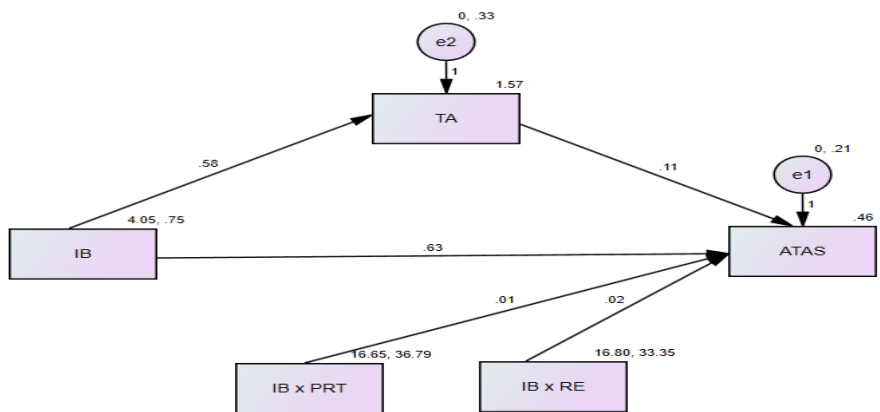 0, .33
e2
1
1.57
TA
.58
.11
0, .21
e1
1
4.05, .75
.46
IB
.63
ATAS
.01
.02
16.65, 36.79
16.80, 33.35
IB x PRT
IB x RE